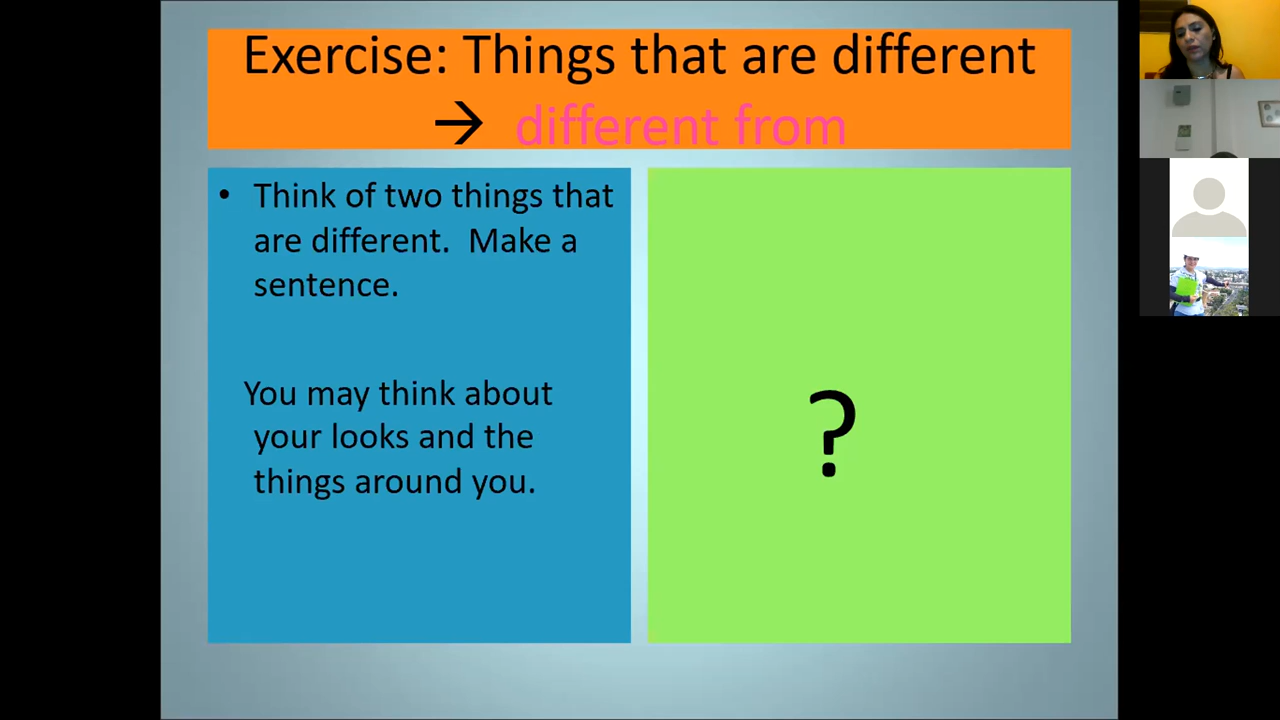 Exercise: Things that are different
→ different from
• Think of two things that
are different. Make a
sentence.
You may think about
your looks and the
things around you.
?